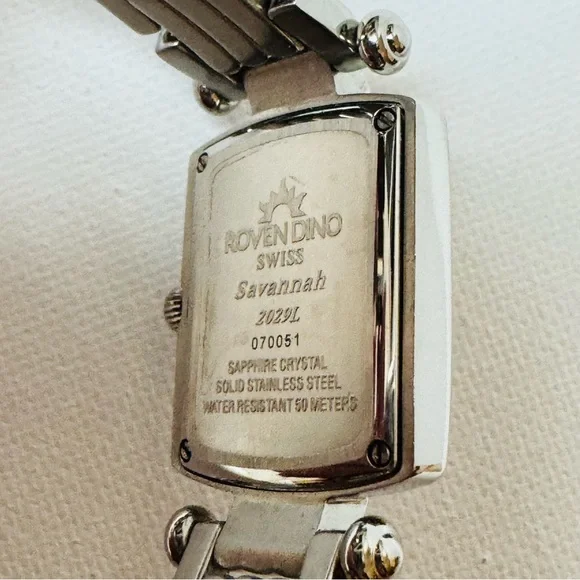 ROVEN DINO
SWISS
Savannah
2029L
070051
SAPPHIRE CRYSTAL
SOLID STAINLESS STEEL
WATER RESISTANT 50 METERS